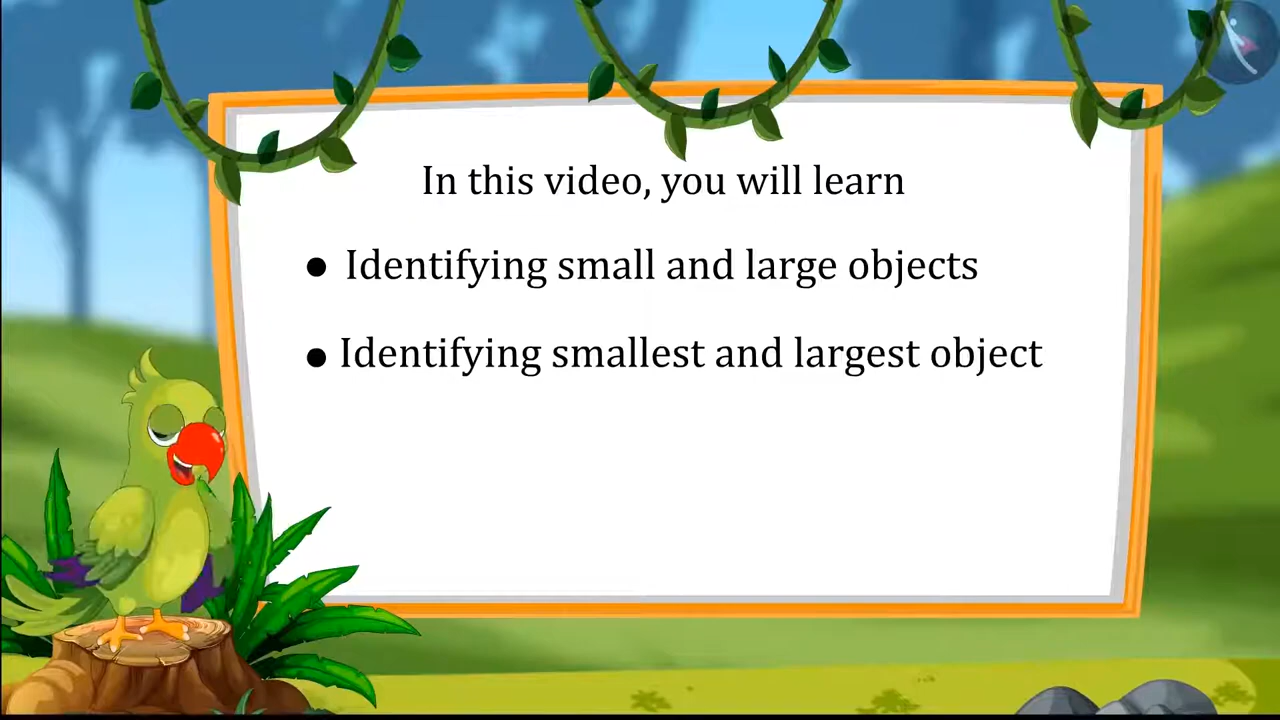 In this video, you will learn
● Identifying small and large objects
● Identifying smallest and largest object